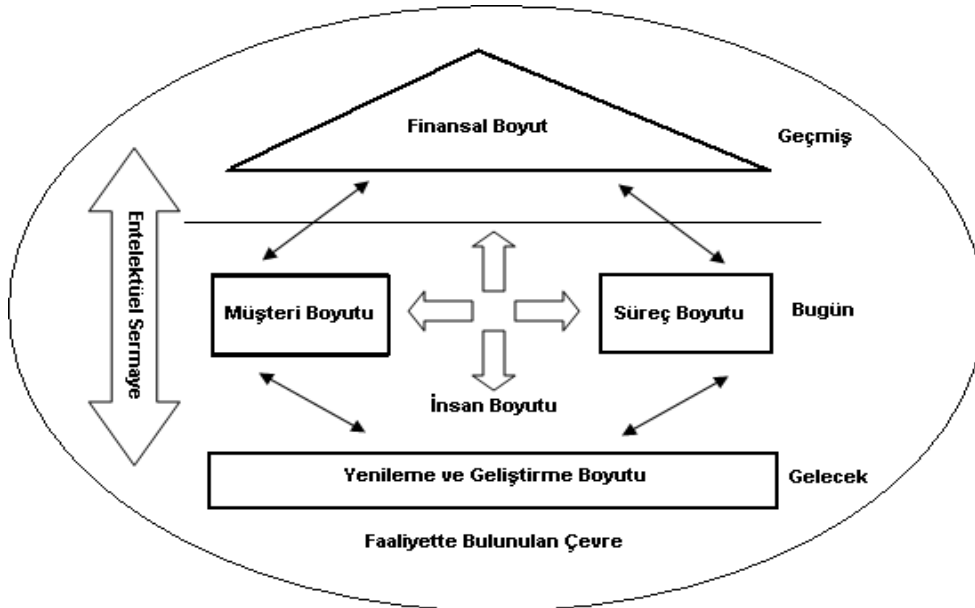 Finansal Boyut
Geçmiş
Entelektüel Sermaye
Müşteri Boyutu
Süreç Boyutu
Bugün
İnsan Boyutu
Yenileme ve Geliştirme Boyutu
Gelecek
Faaliyette Bulunulan Çevre